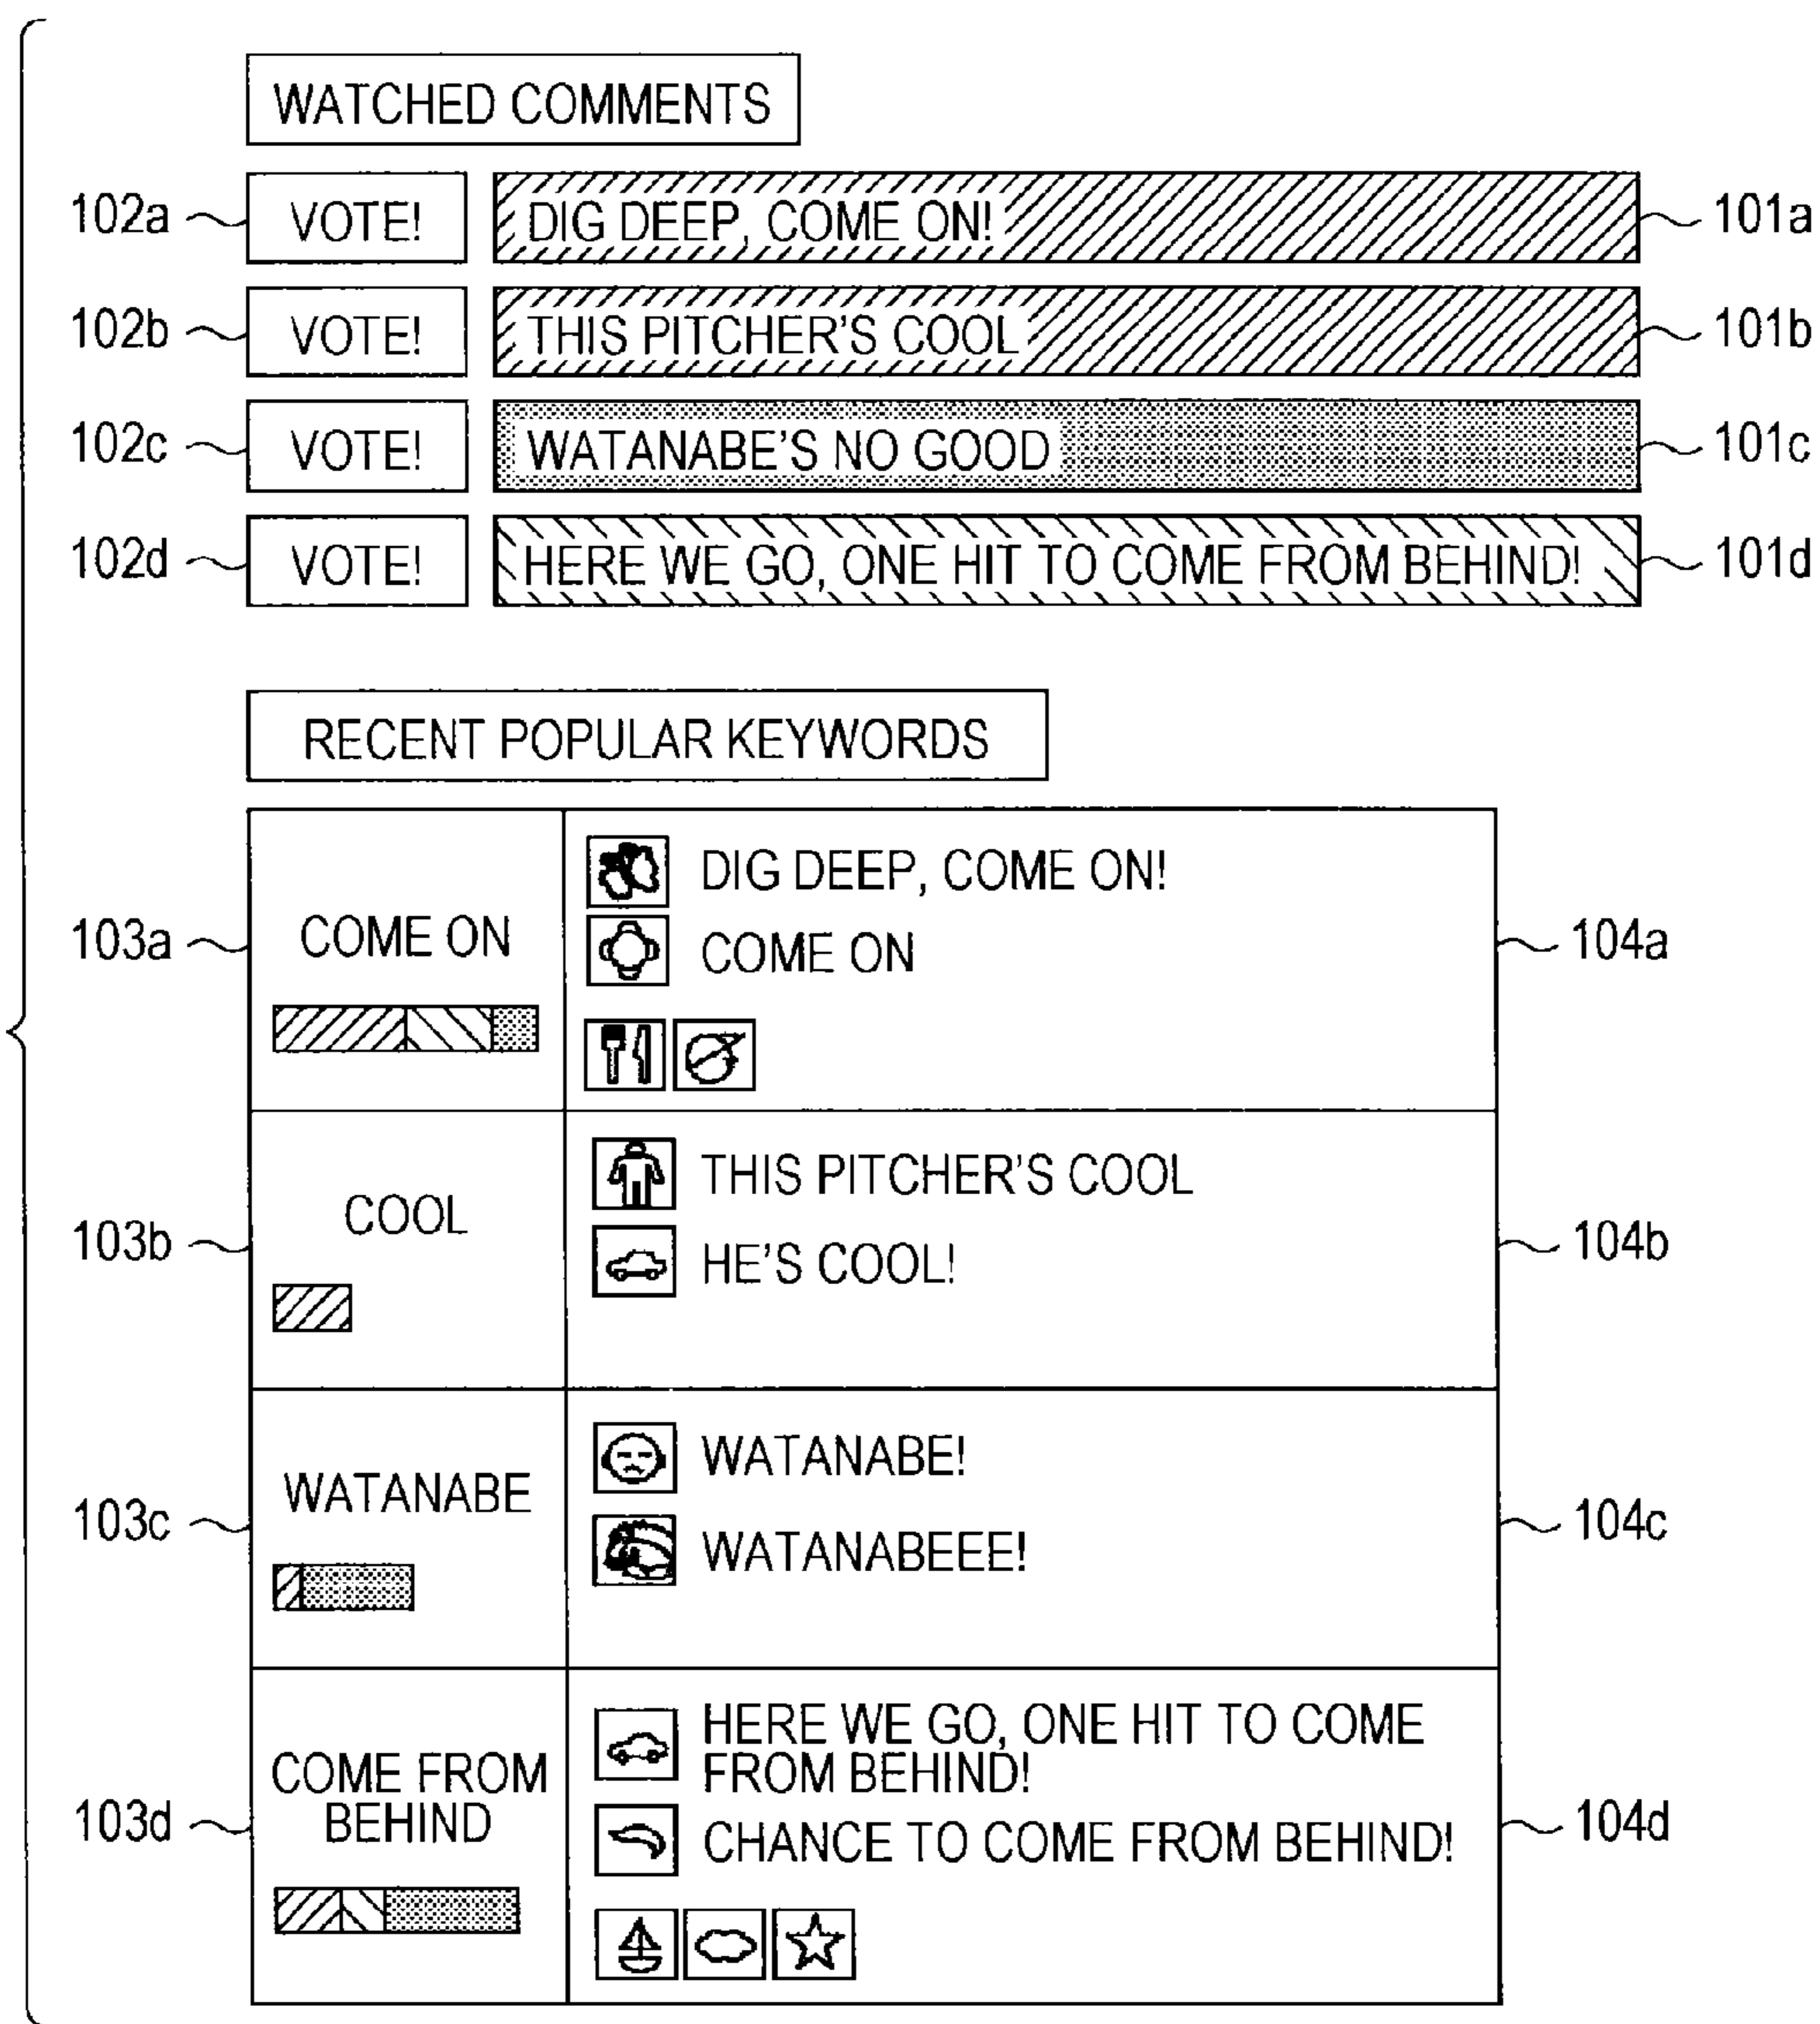 WATCHED COMMENTS
102a VOTE! DIG DEEP, COME ON! 101a
102b VOTE! THIS PITCHER'S COOL 101b
102c VOTE! WATANABE'S NO GOOD 101c
102d VOTE! HERE WE GO, ONE HIT TO COME FROM BEHIND! 101d
RECENT POPULAR KEYWORDS
103a COME ON
DIG DEEP, COME ON!
COME ON
104a
103b COOL
THIS PITCHER'S COOL
HE'S COOL!
104b
103c WATANABE
WATANABE!
WATANABEEE!
104c
103d COME FROM
BEHIND
HERE WE GO, ONE HIT TO COME
FROM BEHIND!
CHANCE TO COME FROM BEHIND!
104d